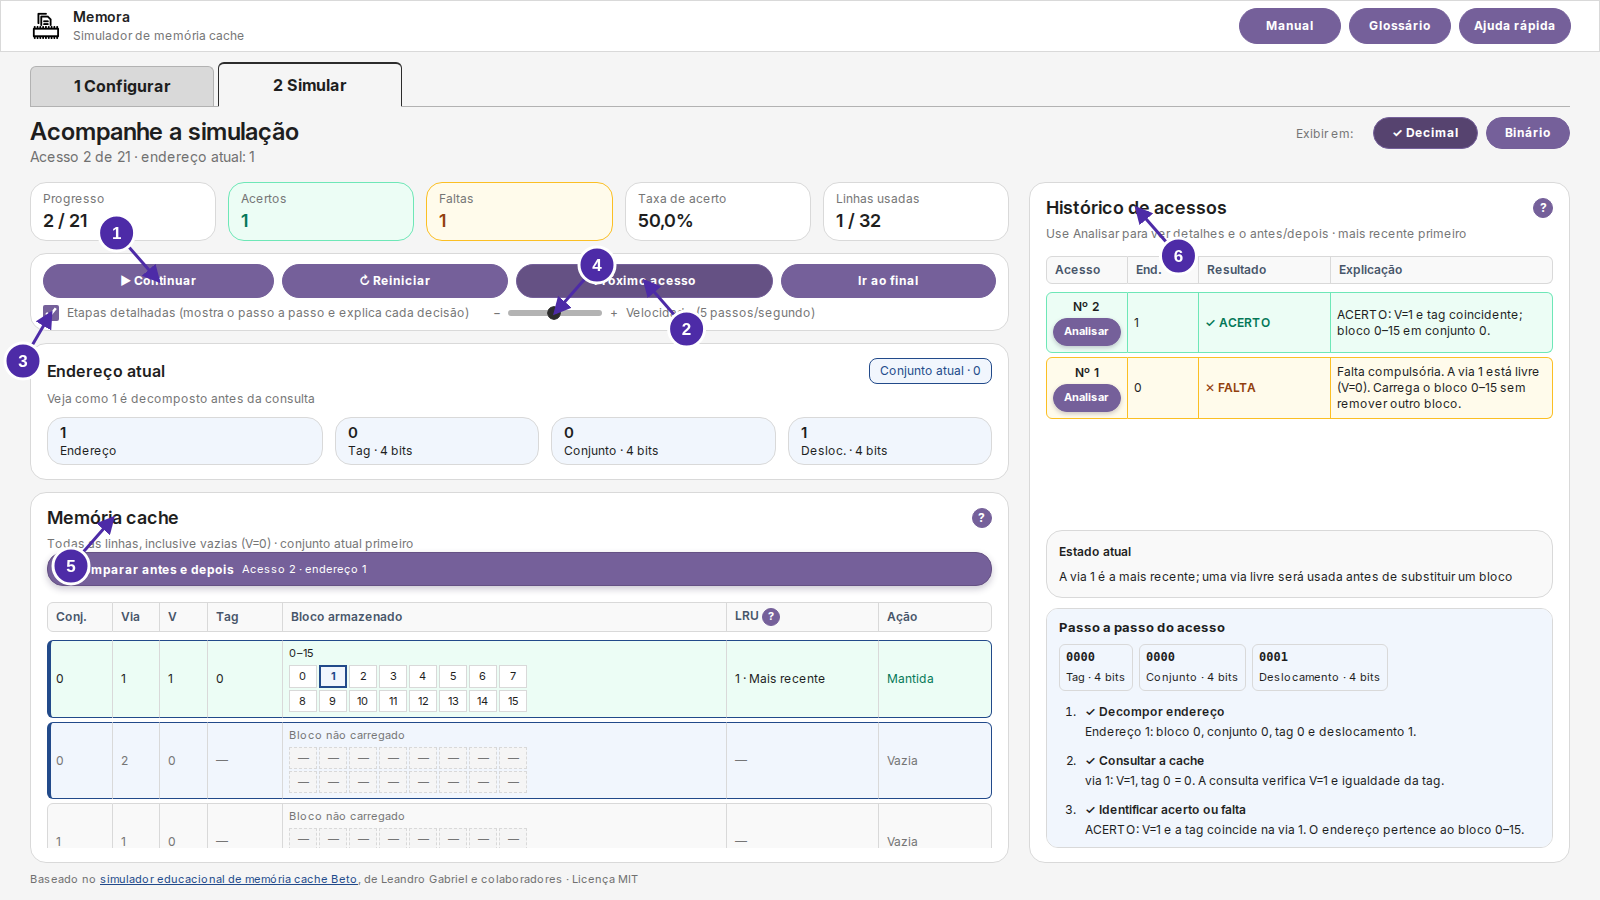 Memora
Simulador de memória cache
Manual
Glossário
Ajuda rápida
1 Configurar
2 Simular
Acompanhe a simulação
Acesso 2 de 21 · endereço atual: 1
Exibir em:
✓ Decimal
Binário
Progresso
2 / 21
Acertos
1
Faltas
1
Taxa de acerto
50,0%
Linhas usadas
1 / 32
1
▶ Continuar
↻ Reiniciar
4
acesso
Ir ao final
Etapas detalhadas (mostra o passo a passo e explica cada decisão)
−
+
(5 passos/segundo)
2
3
Endereço atual
Conjunto atual · 0
Veja como 1 é decomposto antes da consulta
1
Endereço
0
Tag · 4 bits
0
Conjunto · 4 bits
1
Desloc. · 4 bits
Memória cache
?
Todas as linhas, inclusive vazias (V=0) · conjunto atual primeiro
5
antes e depois Acesso 2 · endereço 1
Conj. Via V Tag Bloco armazenado LRU ? Ação
0 1 1 0
0–15
0 1 2 3 4 5 6 7
8 9 10 11 12 13 14 15
1 · Mais recente
Mantida
0 2 0 —
Bloco não carregado
— — — — — — — —
— — — — — — — —
—
Vazia
1 1 0 —
Bloco não carregado
— — — — — — — —
—
Vazia
Histórico de acessos
?
Use Analisar para ver detalhes e o antes/depois · mais recente primeiro
6
Acesso End. Resultado Explicação
Nº 2
Analisar
1
✓ ACERTO
ACERTO: V=1 e tag coincidente;
bloco 0–15 em conjunto 0.
Nº 1
Analisar
0
✕ FALTA
Falta compulsória. A via 1 está livre
(V=0). Carrega o bloco 0–15 sem
remover outro bloco.
Estado atual
A via 1 é a mais recente; uma via livre será usada antes de substituir um bloco
Passo a passo do acesso
0000
Tag · 4 bits
0000
Conjunto · 4 bits
0001
Deslocamento · 4 bits
1. ✓ Decompor endereço
Endereço 1: bloco 0, conjunto 0, tag 0 e deslocamento 1.
2. ✓ Consultar a cache
via 1: V=1, tag 0 = 0. A consulta verifica V=1 e igualdade da tag.
3. ✓ Identificar acerto ou falta
ACERTO: V=1 e a tag coincide na via 1. O endereço pertence ao bloco 0–15.
Baseado no simulador educacional de memória cache Beto, de Leandro Gabriel e colaboradores · Licença MIT